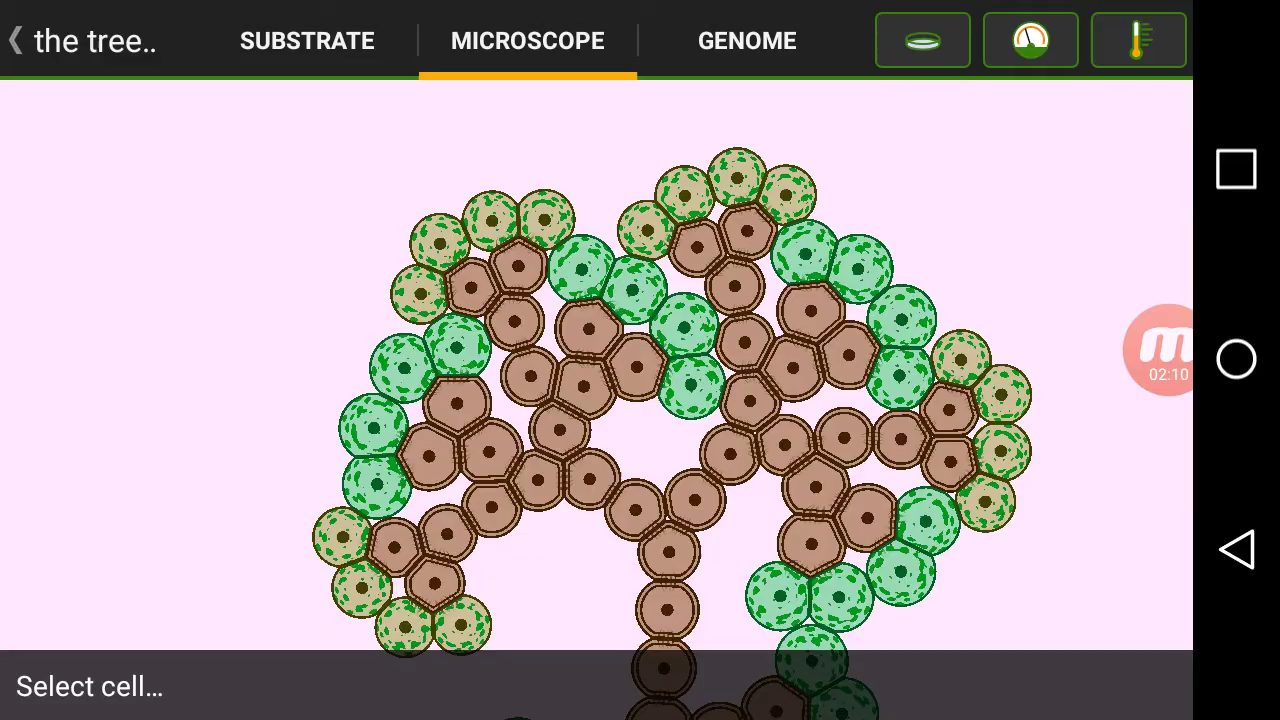 the tree..
SUBSTRATE
MICROSCOPE
GENOME
02:10
Select cell...